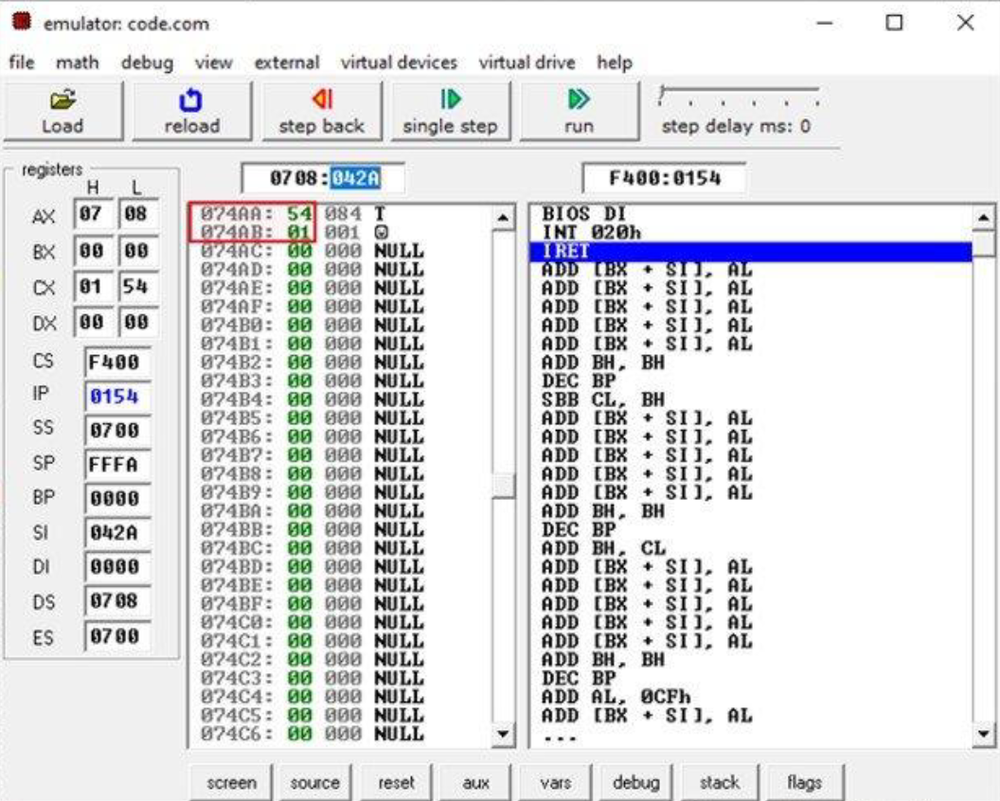 emulator: code.com
file math debug view external virtual devices virtual drive help
Load reload step back single step run step delay ms: 0
registers
H L
0708:042A F400:0154
AX 07 08
BX 00 00
CX 01 54
DX 00 00
CS F400
IP 0154
SS 0700
SP FFFA
BP 0000
SI 042A
DI 0000
DS 0708
ES 0700
074AA: 54 084 T
074AB: 01 001 ☺
074AC: 00 000 NULL
074AD: 00 000 NULL
074AE: 00 000 NULL
074AF: 00 000 NULL
074B0: 00 000 NULL
074B1: 00 000 NULL
074B2: 00 000 NULL
074B3: 00 000 NULL
074B4: 00 000 NULL
074B5: 00 000 NULL
074B6: 00 000 NULL
074B7: 00 000 NULL
074B8: 00 000 NULL
074B9: 00 000 NULL
074BA: 00 000 NULL
074BB: 00 000 NULL
074BC: 00 000 NULL
074BD: 00 000 NULL
074BE: 00 000 NULL
074BF: 00 000 NULL
074C0: 00 000 NULL
074C1: 00 000 NULL
074C2: 00 000 NULL
074C3: 00 000 NULL
074C4: 00 000 NULL
074C5: 00 000 NULL
074C6: 00 000 NULL
BIOS DI
INT 020h
IRET
ADD [BX + SI], AL
ADD [BX + SI], AL
ADD [BX + SI], AL
ADD [BX + SI], AL
ADD [BX + SI], AL
ADD BH, BH
DEC BP
SBB CL, BH
ADD [BX + SI], AL
ADD [BX + SI], AL
ADD [BX + SI], AL
ADD [BX + SI], AL
ADD [BX + SI], AL
ADD BH, BH
DEC BP
ADD BH, CL
ADD [BX + SI], AL
ADD [BX + SI], AL
ADD [BX + SI], AL
ADD [BX + SI], AL
ADD [BX + SI], AL
ADD BH, BH
DEC BP
ADD AL, 0CFh
ADD [BX + SI], AL
...
screen source reset aux vars debug stack flags